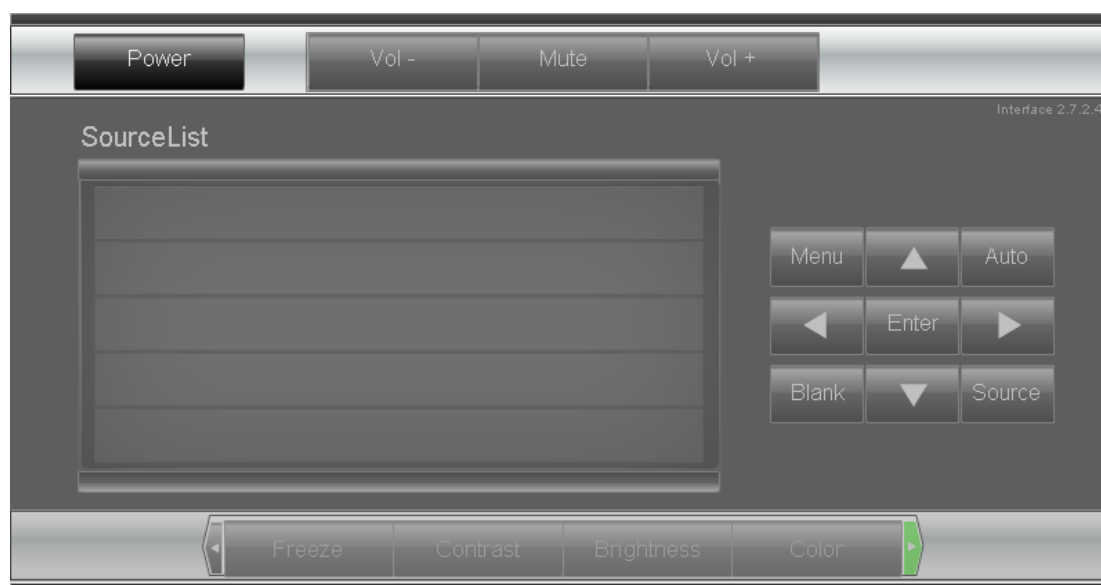 Power Vol - Mute Vol +
Interface 2.7.2.4
SourceList
Menu Auto
Enter
Blank Source
Freeze Contrast Brightness Color